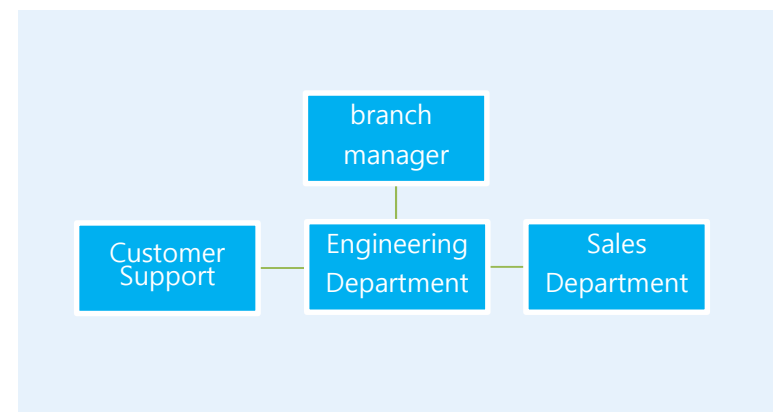 branch
manager
Customer
Support
Engineering
Department
Sales
Department